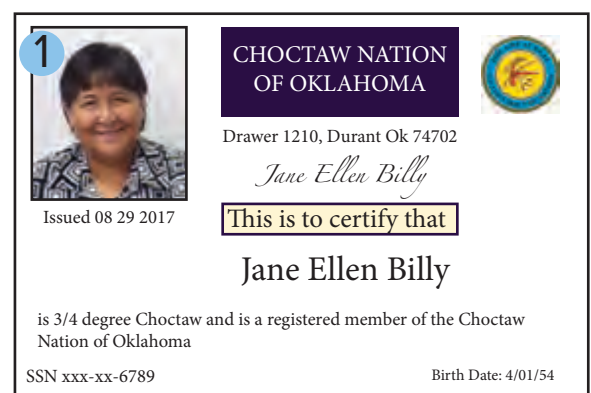 1
CHOCTAW NATION
OF OKLAHOMA
Drawer 1210, Durant Ok 74702
Jane Ellen Billy
Issued 08 29 2017
This is to certify that
Jane Ellen Billy
is 3/4 degree Choctaw and is a registered member of the Choctaw
Nation of Oklahoma
SSN xxx-xx-6789
Birth Date: 4/01/54